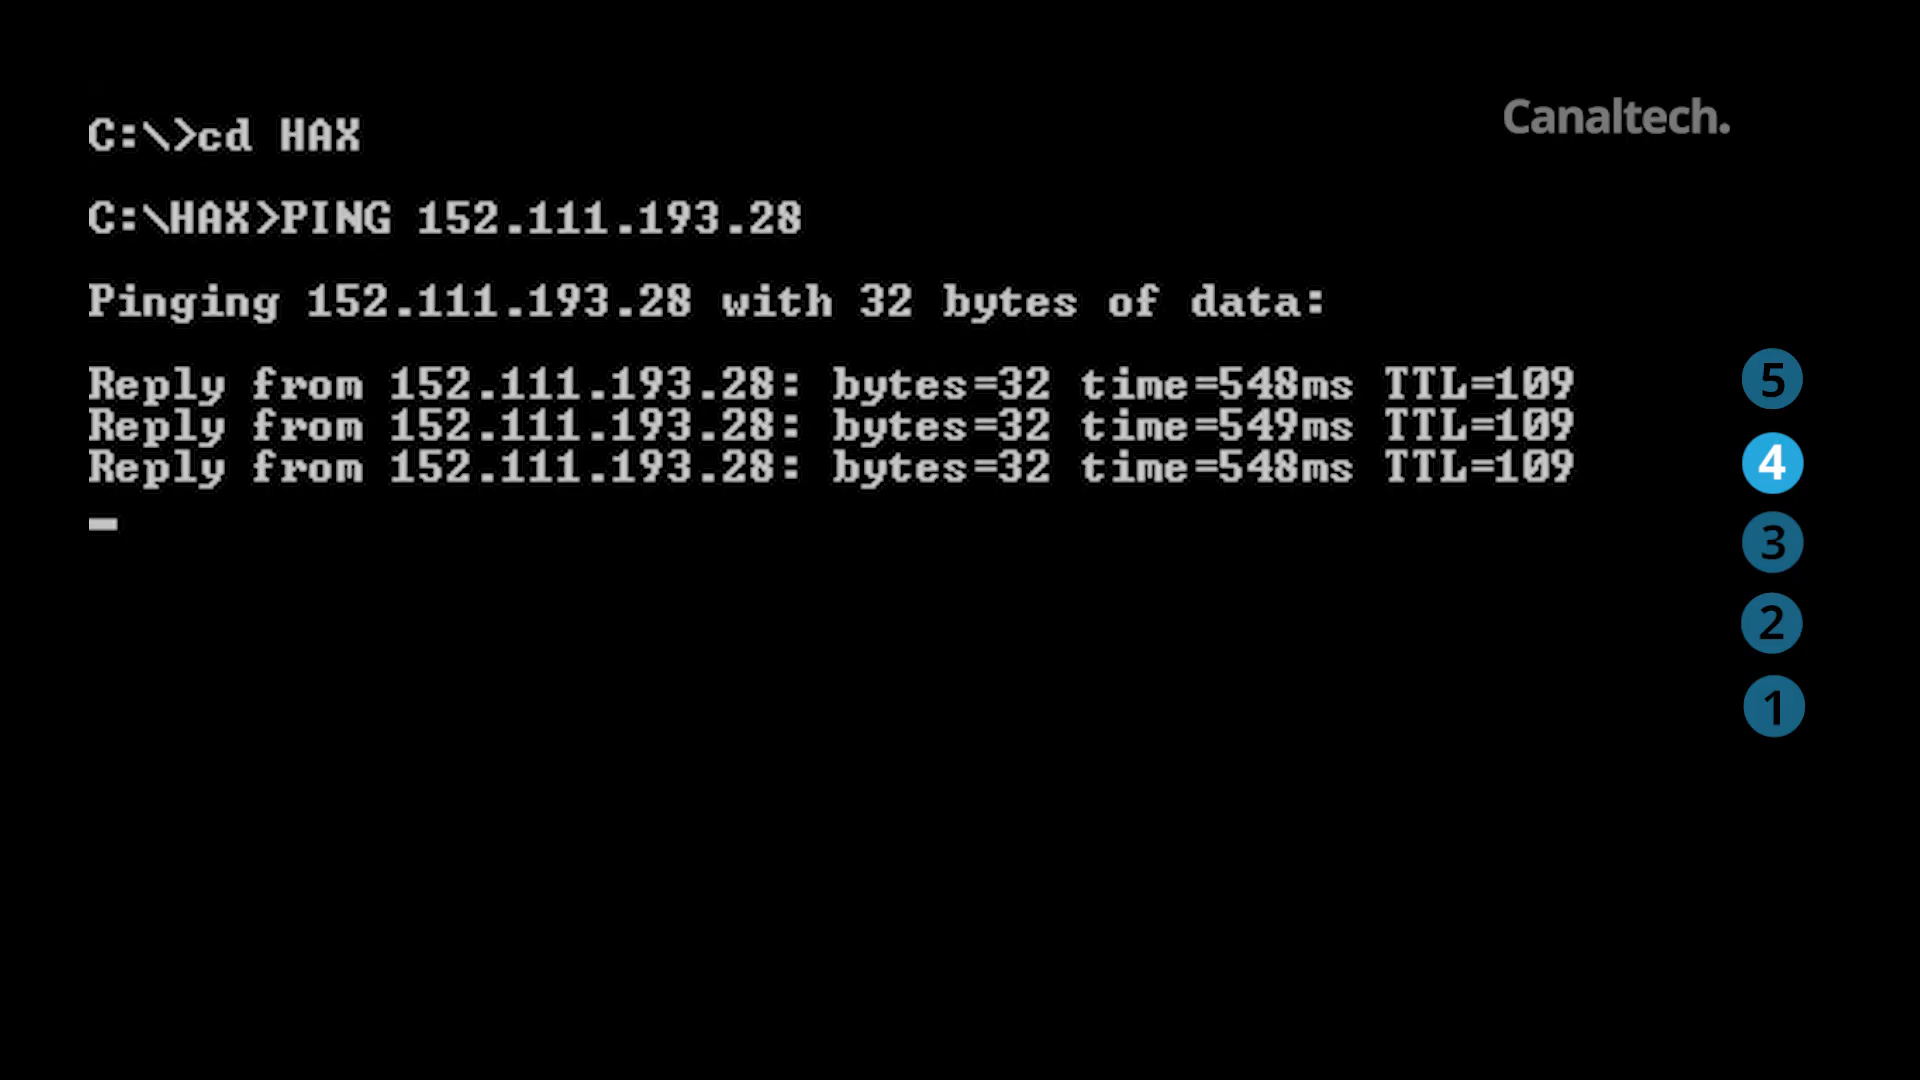 C:\>cd HAX
Canaltech.
C:\HAX>PING 152.111.193.28
Pinging 152.111.193.28 with 32 bytes of data:
Reply from 152.111.193.28: bytes=32 time=548ms TTL=109
Reply from 152.111.193.28: bytes=32 time=549ms TTL=109
Reply from 152.111.193.28: bytes=32 time=548ms TTL=109
5
4
3
2
1